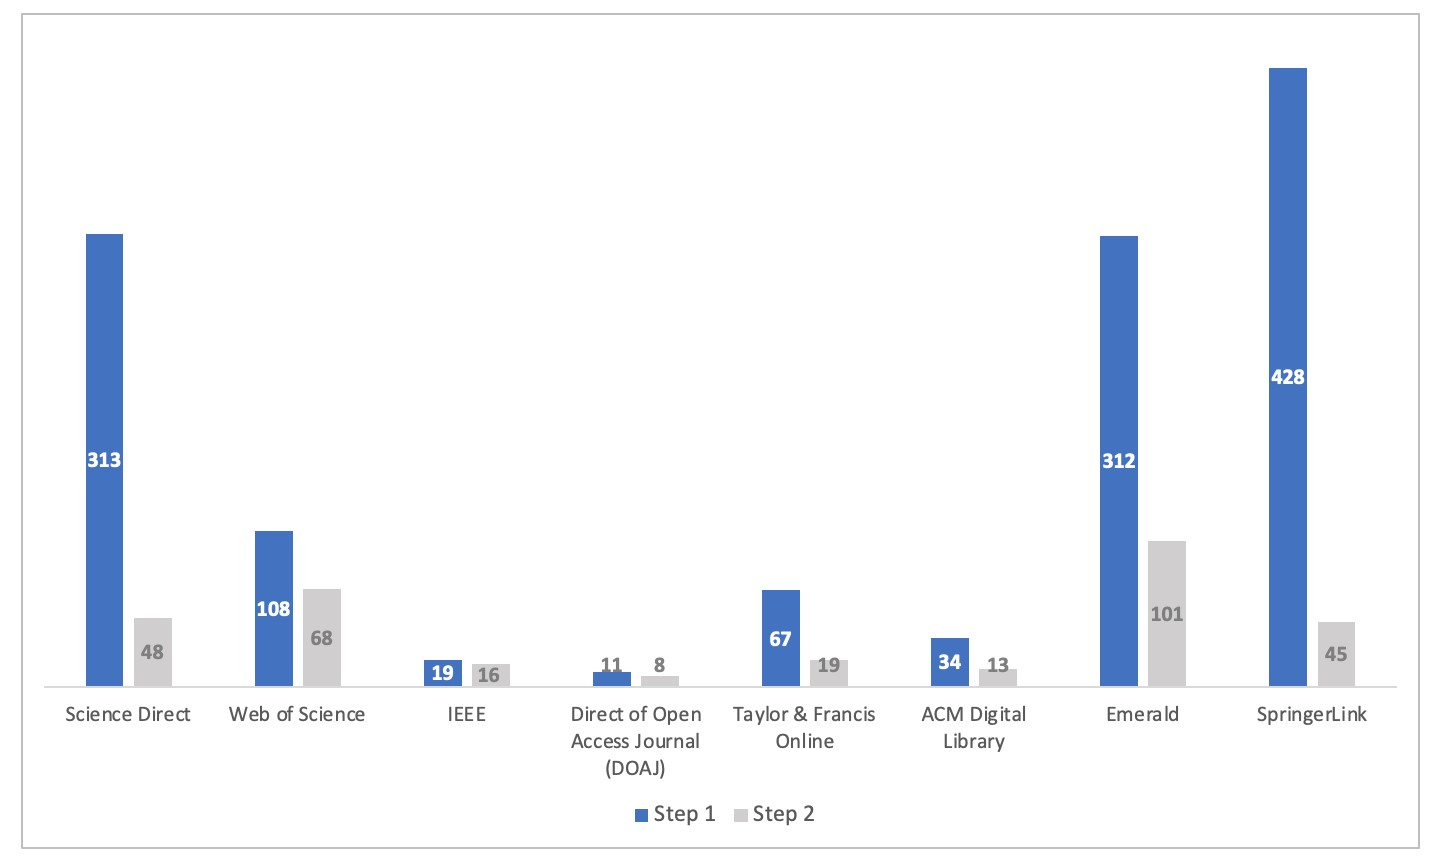 428
313
312
108
67
101
68
48
19
16
11
8
19
34
13
45
Science Direct
Web of Science
IEEE
Direct of Open
Access Journal
(DOAJ)
Taylor & Francis
Online
ACM Digital
Library
Emerald
SpringerLink
Step 1
Step 2